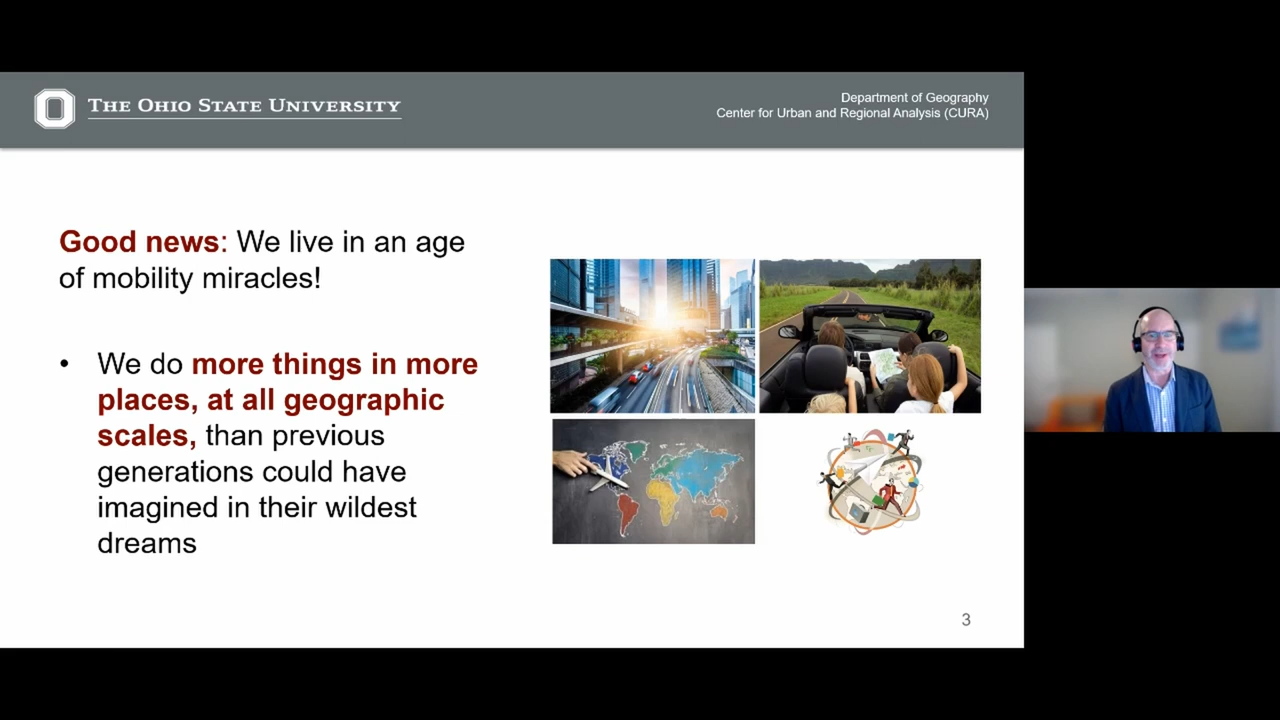 THE OHIO STATE UNIVERSITY
Department of Geography
Center for Urban and Regional Analysis (CURA)
Good news: We live in an age
of mobility miracles!
• We do more things in more
places, at all geographic
scales, than previous
generations could have
imagined in their wildest
dreams
3